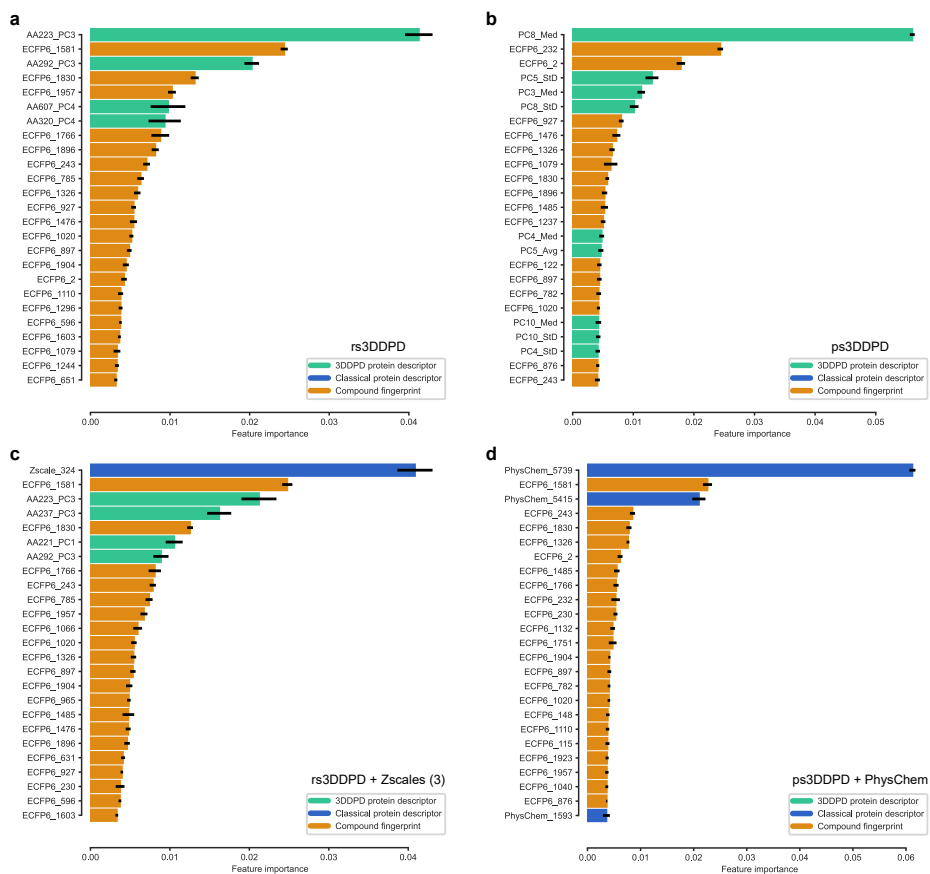 a
AA223_PC3
ECFP6_1581
AA292_PC3
ECFP6_1830
ECFP6_1957
AA607_PC4
AA320_PC4
ECFP6_1766
ECFP6_1896
ECFP6_243
ECFP6_785
ECFP6_1326
ECFP6_927
ECFP6_1476
ECFP6_1020
ECFP6_897
ECFP6_1904
ECFP6_2
ECFP6_1110
ECFP6_1296
ECFP6_596
ECFP6_1603
ECFP6_1079
ECFP6_1244
ECFP6_651
rs3DDPD
3DDPD protein descriptor
Classical protein descriptor
Compound fingerprint
0.00 0.01 0.02 0.03 0.04
Feature importance
b
PC8_Med
ECFP6_232
ECFP6_2
PC5_StD
PC3_Med
PC8_StD
ECFP6_927
ECFP6_1476
ECFP6_1326
ECFP6_1079
ECFP6_1830
ECFP6_1896
ECFP6_1485
ECFP6_1237
PC4_Med
PC5_Avg
ECFP6_122
ECFP6_897
ECFP6_782
ECFP6_1020
PC10_Med
PC10_StD
PC4_StD
ECFP6_876
ECFP6_243
ps3DDPD
3DDPD protein descriptor
Classical protein descriptor
Compound fingerprint
0.00 0.01 0.02 0.03 0.04 0.05
Feature importance
c
Zscale_324
ECFP6_1581
AA223_PC3
AA237_PC3
ECFP6_1830
AA221_PC1
AA292_PC3
ECFP6_1766
ECFP6_243
ECFP6_785
ECFP6_1957
ECFP6_1066
ECFP6_1020
ECFP6_1326
ECFP6_897
ECFP6_1904
ECFP6_965
ECFP6_1485
ECFP6_1476
ECFP6_1896
ECFP6_631
ECFP6_927
ECFP6_230
ECFP6_596
ECFP6_1603
rs3DDPD + Zscales (3)
3DDPD protein descriptor
Classical protein descriptor
Compound fingerprint
0.00 0.01 0.02 0.03 0.04
Feature importance
d
PhysChem_5739
ECFP6_1581
PhysChem_5415
ECFP6_243
ECFP6_1830
ECFP6_1326
ECFP6_2
ECFP6_1485
ECFP6_1766
ECFP6_232
ECFP6_230
ECFP6_1132
ECFP6_1751
ECFP6_1904
ECFP6_897
ECFP6_782
ECFP6_1020
ECFP6_148
ECFP6_1110
ECFP6_115
ECFP6_1923
ECFP6_1957
ECFP6_1040
ECFP6_876
PhysChem_1593
ps3DDPD + PhysChem
3DDPD protein descriptor
Classical protein descriptor
Compound fingerprint
0.00 0.01 0.02 0.03 0.04 0.05 0.06
Feature importance